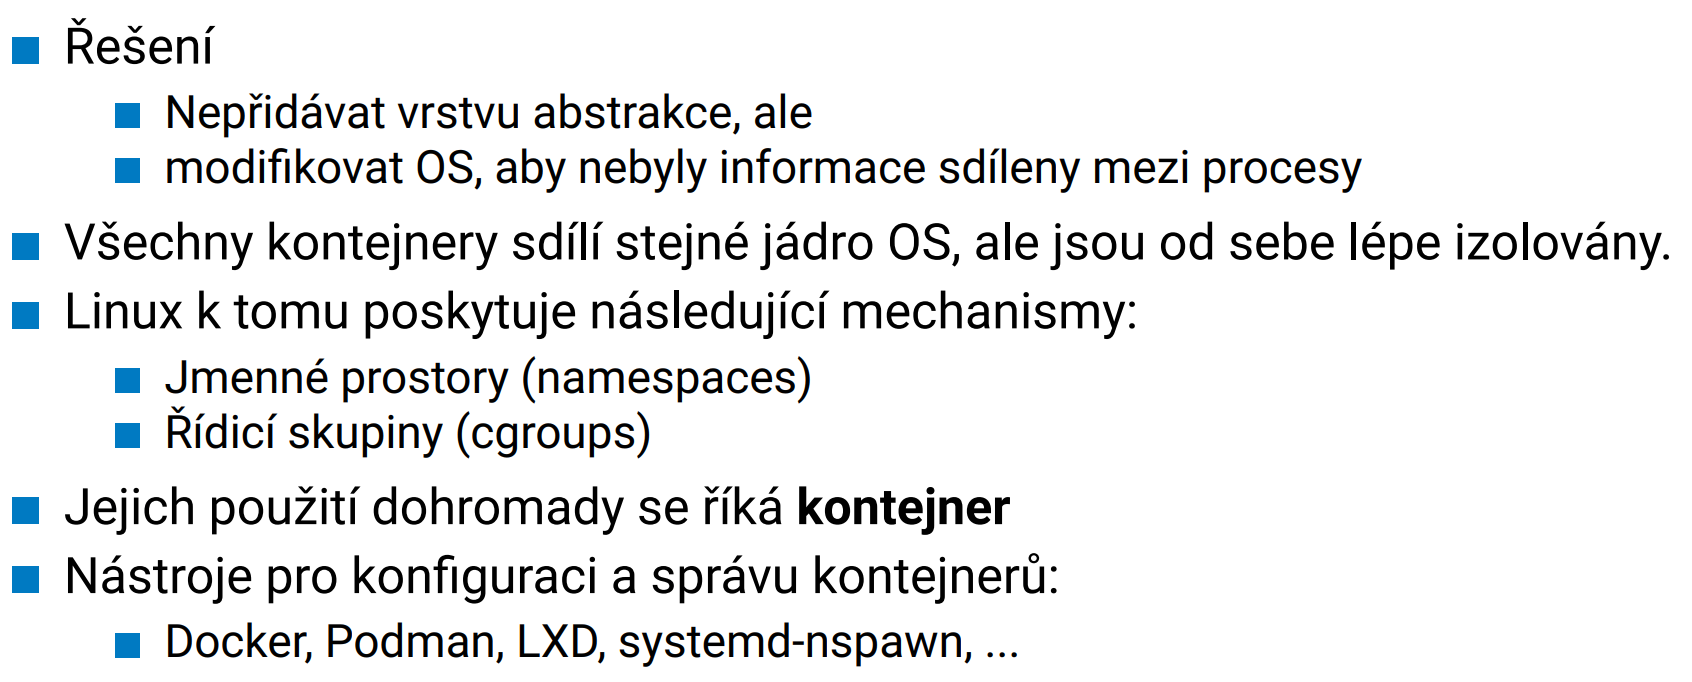 Řešení
Nepřidávat vrstvu abstrakce, ale
modifikovat OS, aby nebyly informace sdíleny mezi procesy
Všechny kontejnery sdílí stejné jádro OS, ale jsou od sebe lépe izolovány.
Linux k tomu poskytuje následující mechanismy:
Jmenné prostory (namespaces)
Řídicí skupiny (cgroups)
Jejich použití dohromady se říká kontejner
Nástroje pro konfiguraci a správu kontejnerů:
Docker, Podman, LXD, systemd-nspawn, ...